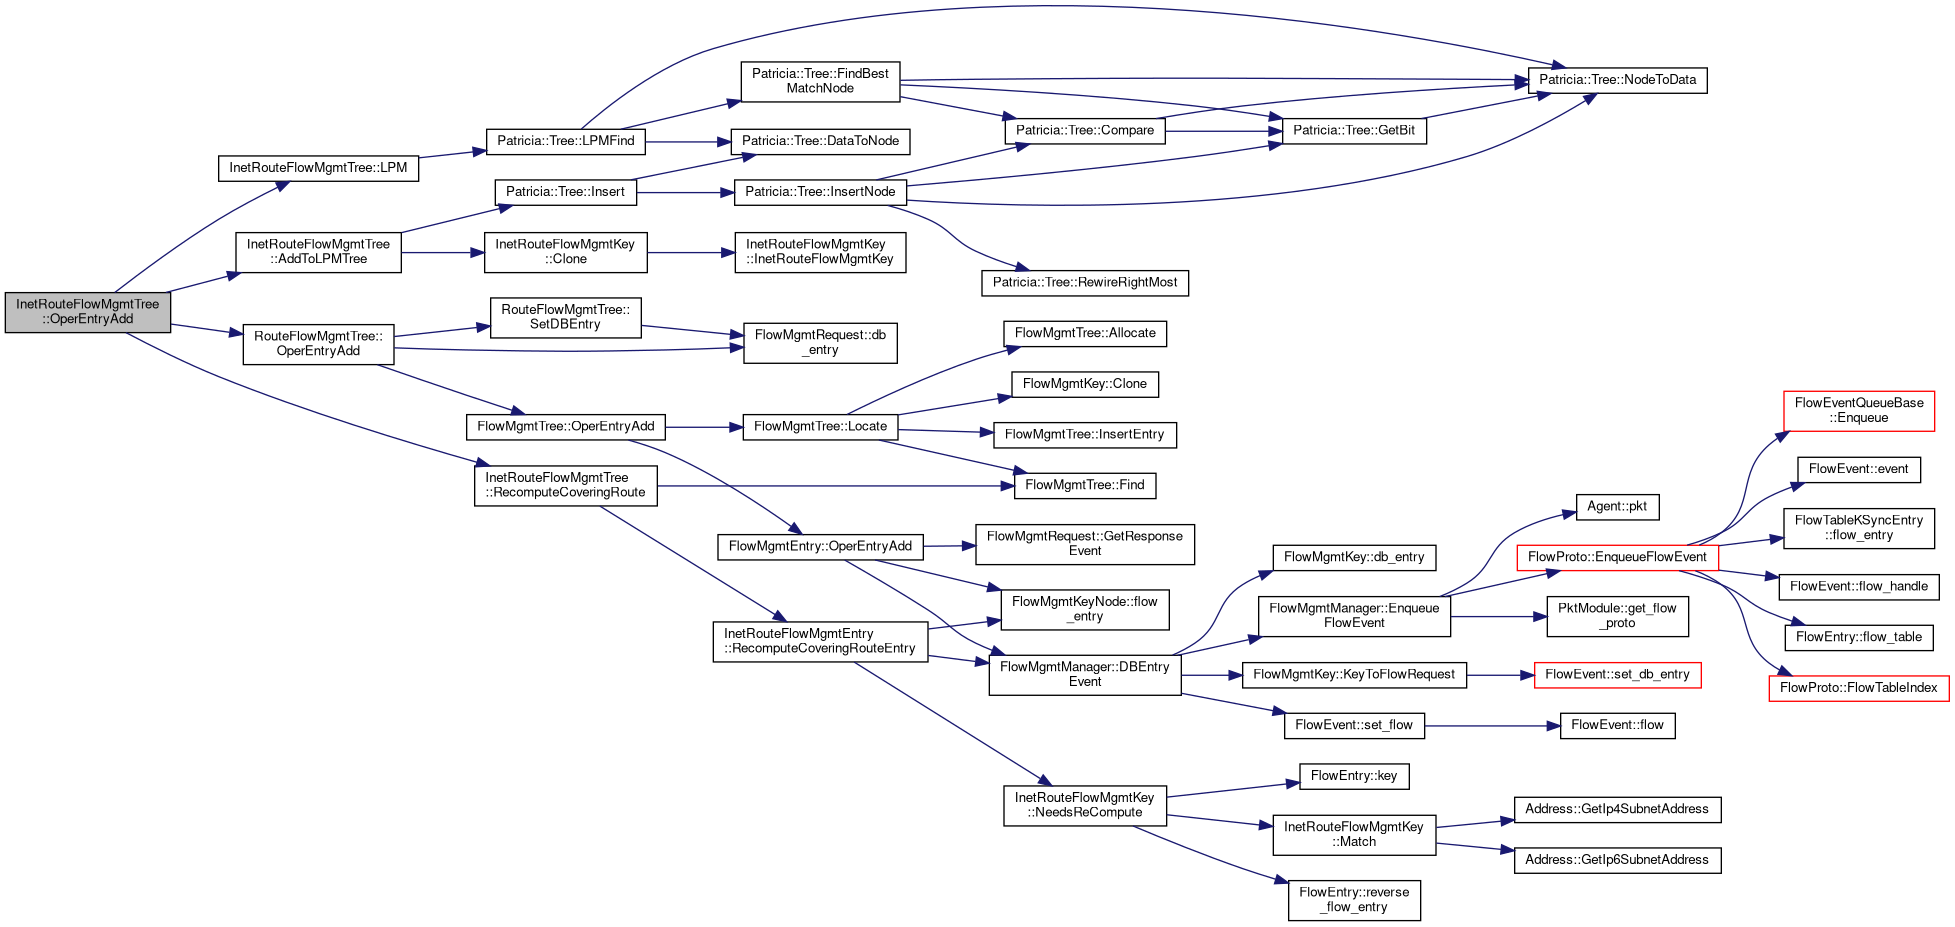 InetRouteFlowMgmtTree
::OperEntryAdd
InetRouteFlowMgmtTree::LPM
Patricia::Tree::LPMFind
Patricia::Tree::FindBest
MatchNode
Patricia::Tree::NodeToData
Patricia::Tree::DataToNode
Patricia::Tree::Compare
Patricia::Tree::GetBit
InetRouteFlowMgmtTree
::AddToLPMTree
Patricia::Tree::Insert
Patricia::Tree::InsertNode
Patricia::Tree::RewireRightMost
InetRouteFlowMgmtKey
::Clone
InetRouteFlowMgmtKey
::InetRouteFlowMgmtKey
RouteFlowMgmtTree::
OperEntryAdd
RouteFlowMgmtTree::
SetDBEntry
FlowMgmtRequest::db
_entry
FlowMgmtTree::OperEntryAdd
FlowMgmtTree::Locate
FlowMgmtTree::Allocate
FlowMgmtKey::Clone
FlowMgmtTree::InsertEntry
FlowMgmtTree::Find
InetRouteFlowMgmtTree
::RecomputeCoveringRoute
FlowMgmtEntry::OperEntryAdd
FlowMgmtRequest::GetResponse
Event
FlowMgmtKeyNode::flow
_entry
InetRouteFlowMgmtEntry
::RecomputeCoveringRouteEntry
FlowMgmtManager::DBEntry
Event
FlowMgmtKey::db_entry
FlowMgmtManager::Enqueue
FlowEvent
FlowMgmtKey::KeyToFlowRequest
FlowEvent::set_flow
Agent::pkt
FlowProto::EnqueueFlowEvent
PktModule::get_flow
_proto
FlowEvent::set_db_entry
FlowEvent::flow
FlowEventQueueBase
::Enqueue
FlowEvent::event
FlowTableKSyncEntry
::flow_entry
FlowEvent::flow_handle
FlowEntry::flow_table
FlowProto::FlowTableIndex
InetRouteFlowMgmtKey
::NeedsReCompute
FlowEntry::key
InetRouteFlowMgmtKey
::Match
Address::GetIp4SubnetAddress
Address::GetIp6SubnetAddress
FlowEntry::reverse
_flow_entry